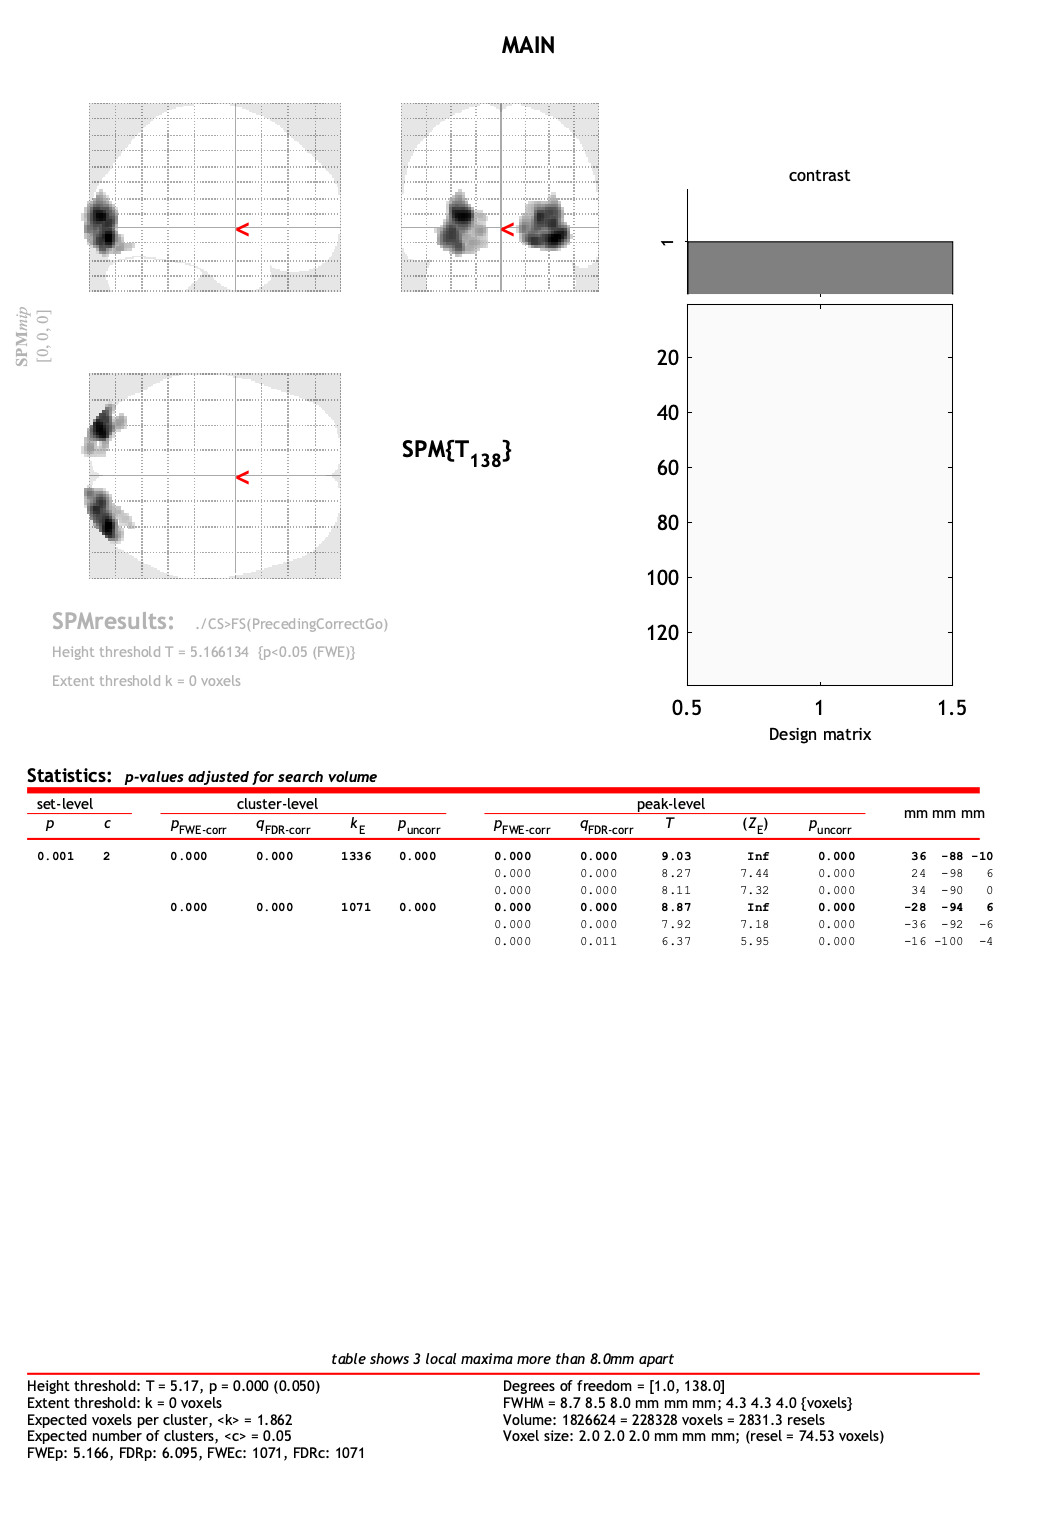 MAIN
contrast
1
SPMmip
[0, 0, 0]
<
<
<
SPM{T138}
20
40
60
80
100
120
0.5 1 1.5
Design matrix
SPMresults: ./CS>FS(PrecedingCorrectGo)
Height threshold T = 5.166134 {p<0.05 (FWE)}
Extent threshold k = 0 voxels
Statistics: p-values adjusted for search volume
set-level cluster-level peak-level mm mm mm
p c pFWE-corr qFDR-corr kE puncorr pFWE-corr qFDR-corr T (ZE) puncorr
0.001 2 0.000 0.000 1336 0.000 0.000 0.000 9.03 Inf 0.000 36 -88 -10
0.000 0.000 8.27 7.44 0.000 24 -98 6
0.000 0.000 8.11 7.32 0.000 34 -90 0
0.000 0.000 1071 0.000 0.000 0.000 8.87 Inf 0.000 -28 -94 6
0.000 0.000 7.92 7.18 0.000 -36 -92 -6
0.000 0.011 6.37 5.95 0.000 -16 -100 -4
table shows 3 local maxima more than 8.0mm apart
Height threshold: T = 5.17, p = 0.000 (0.050)
Extent threshold: k = 0 voxels
Expected voxels per cluster, <k> = 1.862
Expected number of clusters, <c> = 0.05
FWEp: 5.166, FDRp: 6.095, FWEc: 1071, FDRc: 1071
Degrees of freedom = [1.0, 138.0]
FWHM = 8.7 8.5 8.0 mm mm mm; 4.3 4.3 4.0 {voxels}
Volume: 1826624 = 228328 voxels = 2831.3 resels
Voxel size: 2.0 2.0 2.0 mm mm mm; (resel = 74.53 voxels)